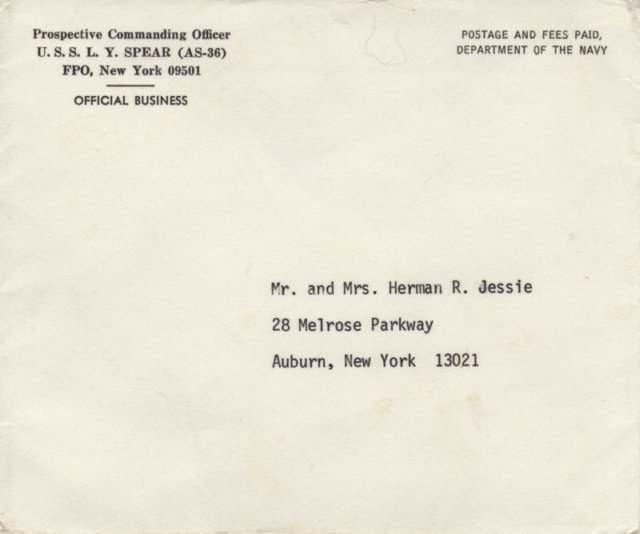 Prospective Commanding Officer
U. S. S. L. Y. SPEAR (AS-36)
FPO, New York 09501
OFFICIAL BUSINESS
POSTAGE AND FEES PAID,
DEPARTMENT OF THE NAVY
Mr. and Mrs. Herman R. Jessie
28 Melrose Parkway
Auburn, New York 13021